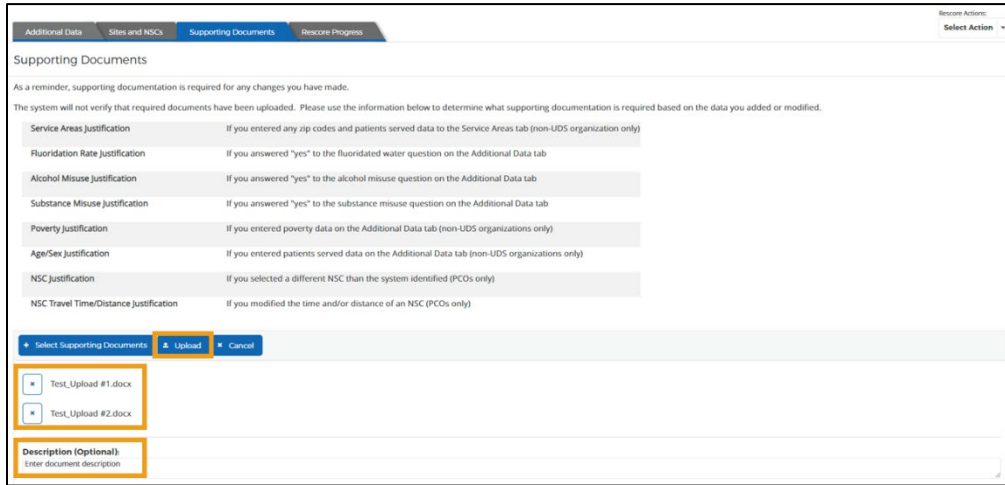 Rescore Actions:
Select Action
Additional Data Sites and NSCs Supporting Documents Rescore Progress
Supporting Documents
As a reminder, supporting documentation is required for any changes you have made.
The system will not verify that required documents have been uploaded. Please use the information below to determine what supporting documentation is required based on the data you added or modified.
Service Areas Justification If you entered any zip codes and patients served data to the Service Areas tab (non-UDS organization only)
Fluoridation Rate Justification If you answered "yes" to the fluoridated water question on the Additional Data tab
Alcohol Misuse Justification If you answered "yes" to the alcohol misuse question on the Additional Data tab
Substance Misuse Justification If you answered "yes" to the substance misuse question on the Additional Data tab
Poverty Justification If you entered poverty data on the Additional Data tab (non-UDS organizations only)
Age/Sex Justification If you entered patients served data on the Additional Data tab (non-UDS organizations only)
NSC Justification If you selected a different NSC than the system identified (PCOs only)
NSC Travel Time/Distance Justification If you modified the time and/or distance of an NSC (PCOs only)
+ Select Supporting Documents Upload × Cancel
× Test_Upload #1.docx
× Test_Upload #2.docx
Description (Optional):
Enter document description